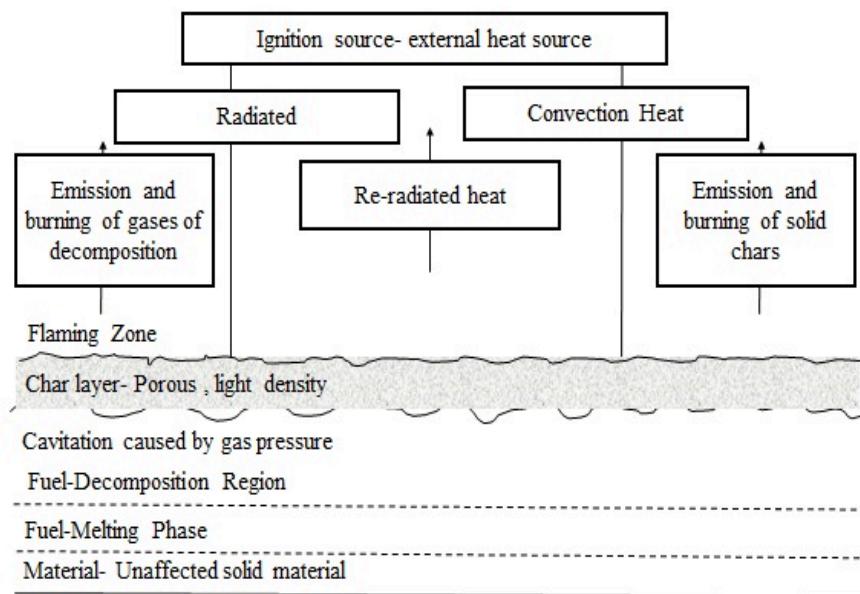 Ignition source- external heat source
Radiated
Convection Heat
Emission and
burning of gases of
decomposition
Re-radiated heat
Emission and
burning of solid
chars
Flaming Zone
Char layer- Porous , light density
Cavitation caused by gas pressure
Fuel-Decomposition Region
Fuel-Melting Phase
Material- Unaffected solid material